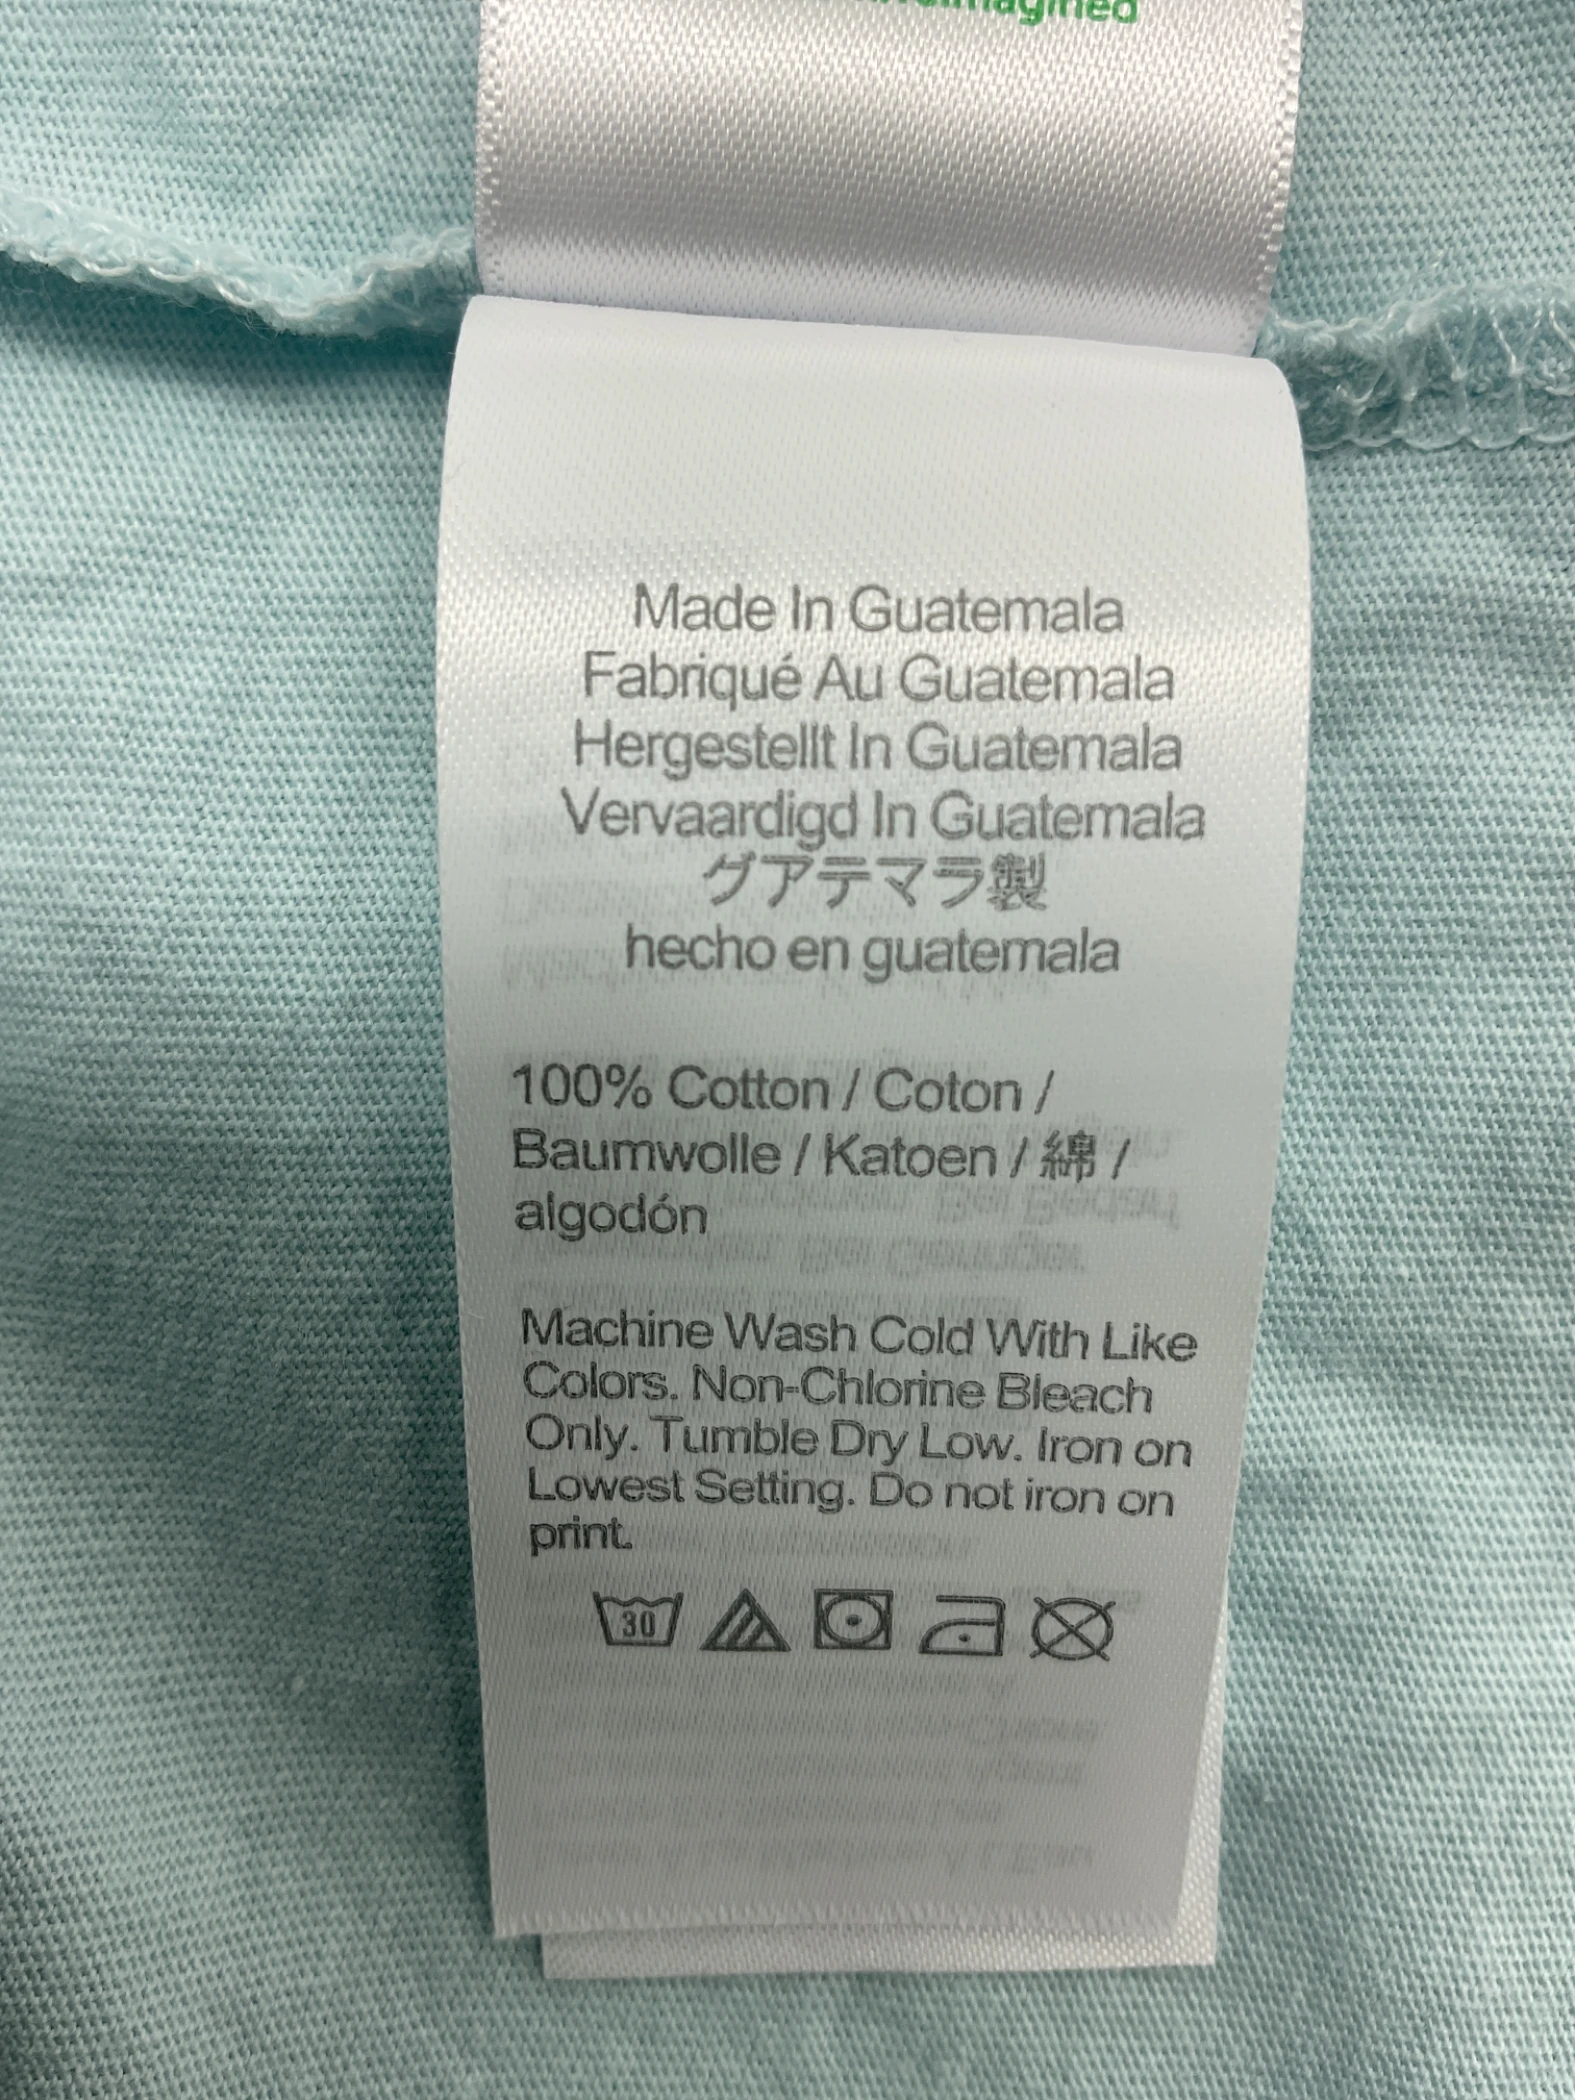 Made In Guatemala
Fabriqué Au Guatemala
Hergestellt In Guatemala
Vervaardigd In Guatemala
グアテマラ製
hecho en guatemala
100% Cotton / Coton /
Baumwolle / Katoen / 綿 /
algodón
Machine Wash Cold With Like
Colors. Non-Chlorine Bleach
Only. Tumble Dry Low. Iron on
Lowest Setting. Do not iron on
print.
30